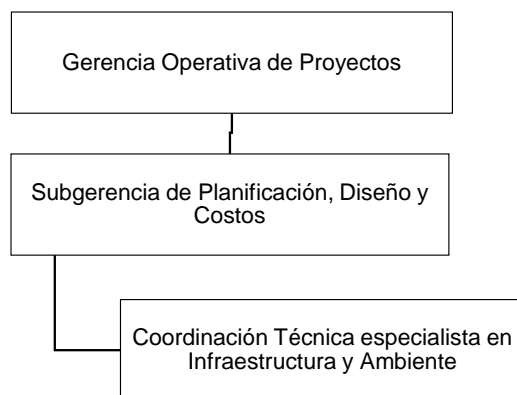 Gerencia Operativa de Proyectos
Subgerencia de Planificación, Diseño y
Costos
Coordinación Técnica especialista en
Infraestructura y Ambiente